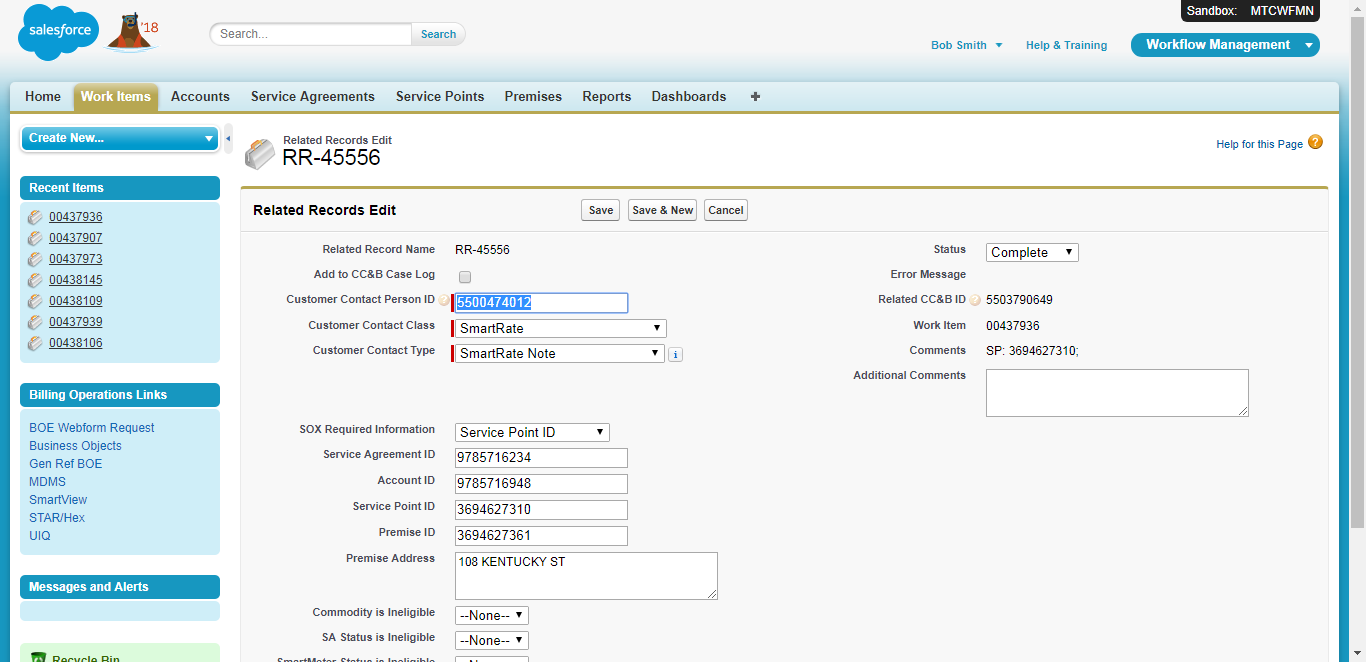 Sandbox: MTCWFMN
salesforce '18
Search... Search
Bob Smith Help & Training Workflow Management
Home Work Items Accounts Service Agreements Service Points Premises Reports Dashboards +
Create New...
Related Records Edit
RR-45556
Help for this Page ?
Recent Items
00437936
00437907
00437973
00438145
00438109
00437939
00438106
Billing Operations Links
BOE Webform Request
Business Objects
Gen Ref BOE
MDMS
SmartView
STAR/Hex
UIQ
Messages and Alerts
Recycle Bin
Related Records Edit Save Save & New Cancel
Related Record Name RR-45556
Add to CC&B Case Log
Customer Contact Person ID ? 5500474012
Customer Contact Class SmartRate
Customer Contact Type SmartRate Note i
Status Complete
Error Message
Related CC&B ID ? 5503790649
Work Item 00437936
Comments SP: 3694627310;
Additional Comments
SOX Required Information Service Point ID
Service Agreement ID 9785716234
Account ID 9785716948
Service Point ID 3694627310
Premise ID 3694627361
Premise Address 108 KENTUCKY ST
Commodity is Ineligible --None--
SA Status is Ineligible --None--
SmartMeter Status is Ineligible --None--